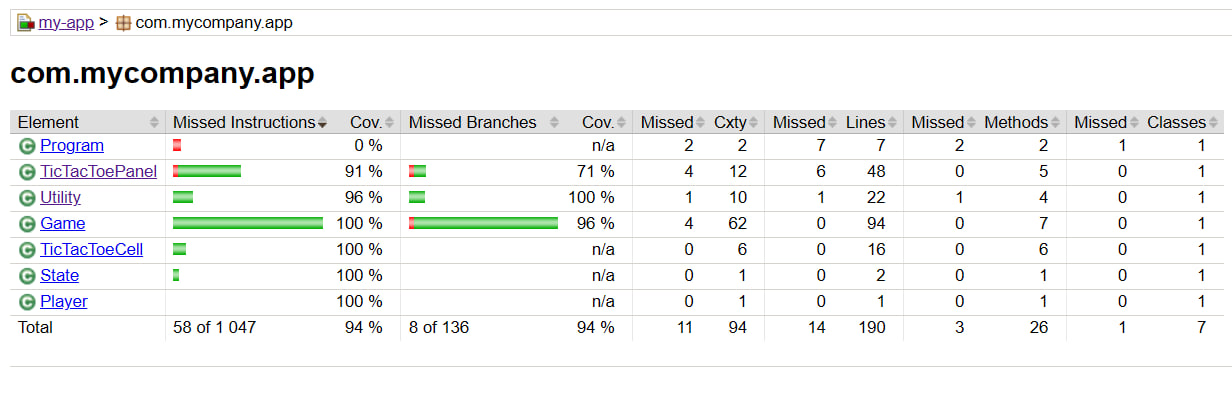 my-app > com.mycompany.app
com.mycompany.app
Element Missed Instructions Cov. Missed Branches Cov. Missed Cxty Missed Lines Missed Methods Missed Classes
C Program 0 % n/a 2 2 7 7 2 2 1 1
C TicTacToePanel 91 % 71 % 4 12 6 48 0 5 0 1
C Utility 96 % 100 % 1 10 1 22 1 4 0 1
C Game 100 % 96 % 4 62 0 94 0 7 0 1
C TicTacToeCell 100 % n/a 0 6 0 16 0 6 0 1
C State 100 % n/a 0 1 0 2 0 1 0 1
C Player 100 % n/a 0 1 0 1 0 1 0 1
Total 58 of 1 047 94 % 8 of 136 94 % 11 94 14 190 3 26 1 7